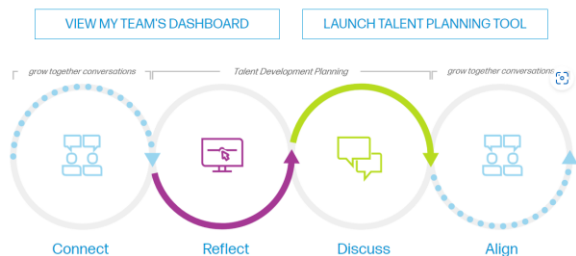 VIEW MY TEAM'S DASHBOARD
LAUNCH TALENT PLANNING TOOL
grow together conversations
Talent Development Planning
grow together conversations
Connect
Reflect
Discuss
Align